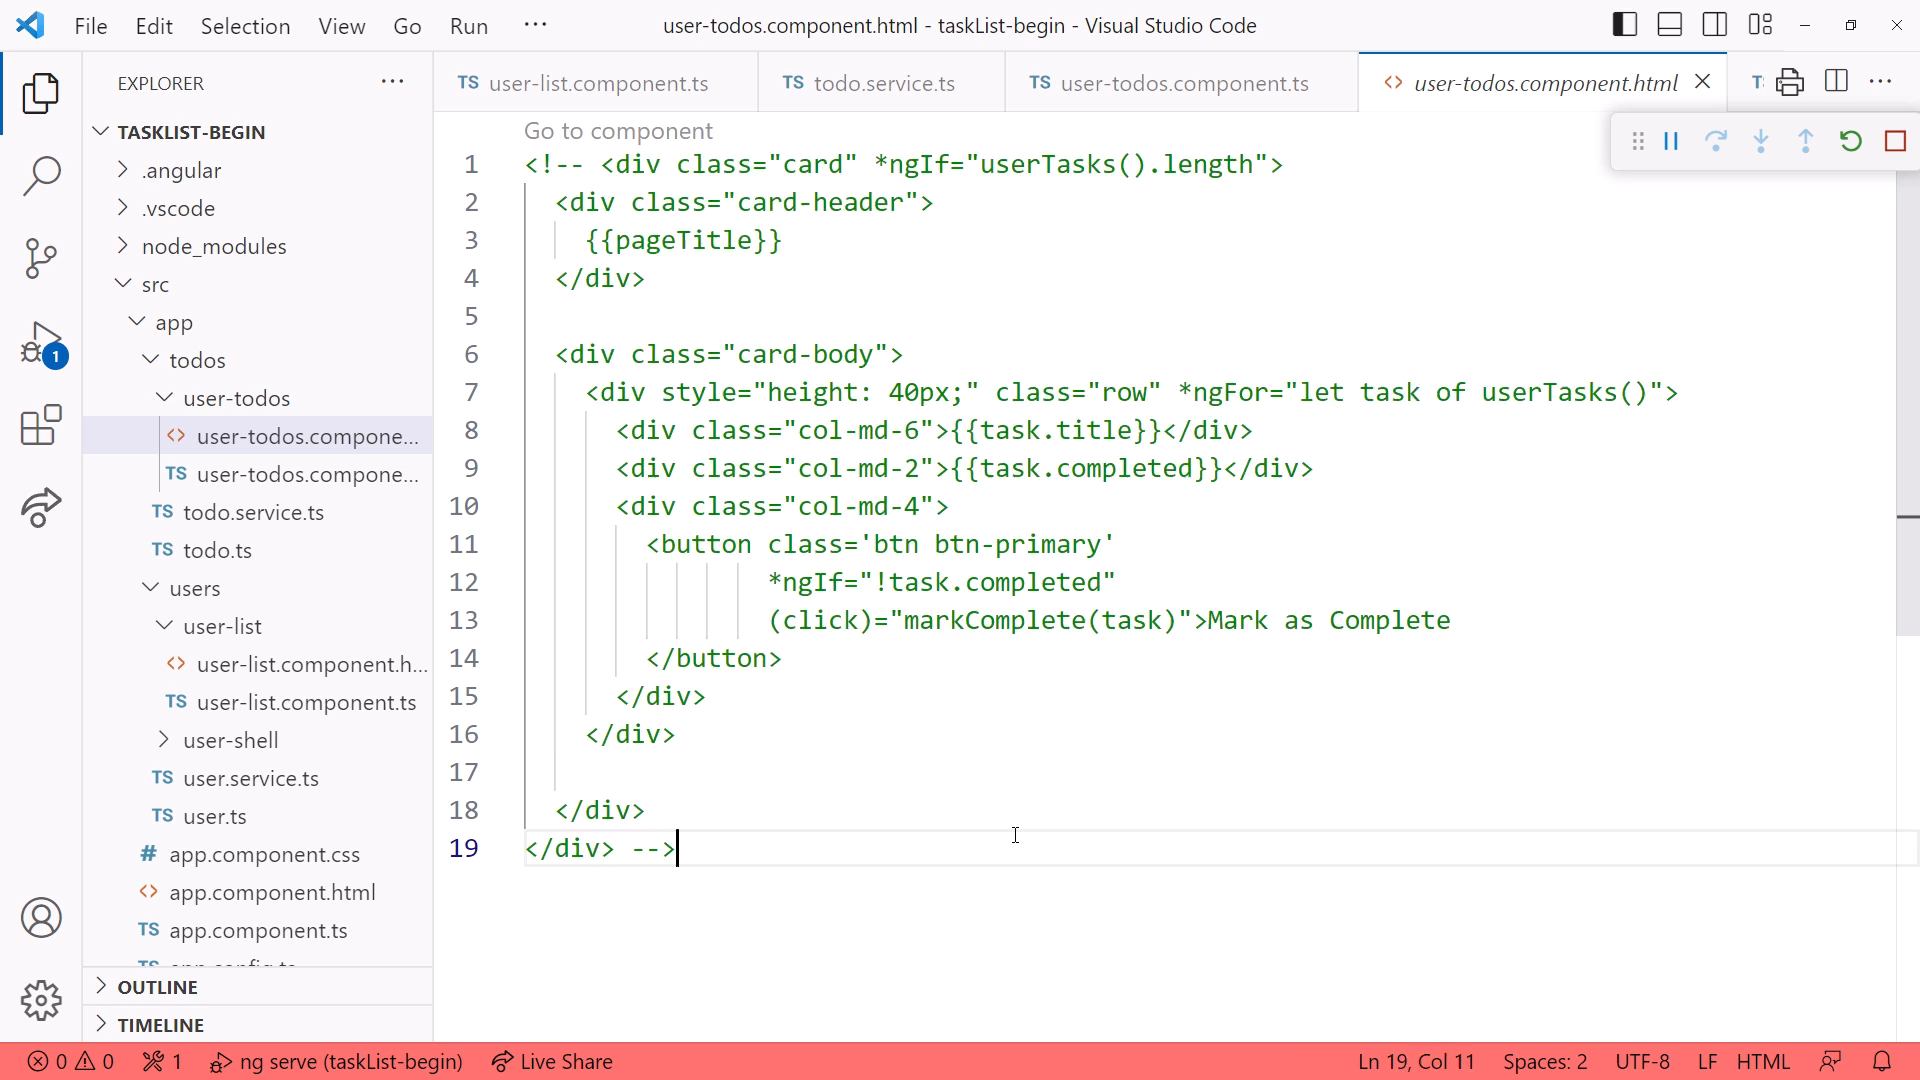 File Edit Selection View Go Run ···
user-todos.component.html - taskList-begin - Visual Studio Code
EXPLORER ···
TASKLIST-BEGIN
.angular
.vscode
node_modules
src
app
todos
user-todos
<> user-todos.compone...
TS user-todos.compone...
TS todo.service.ts
TS todo.ts
users
user-list
<> user-list.component.h...
TS user-list.component.ts
user-shell
TS user.service.ts
TS user.ts
# app.component.css
<> app.component.html
TS app.component.ts
OUTLINE
TIMELINE
1
TS user-list.component.ts
TS todo.service.ts
TS user-todos.component.ts
<> user-todos.component.html
Go to component
1 <!-- <div class="card" *ngIf="userTasks().length">
2 <div class="card-header">
3 {{pageTitle}}
4 </div>
5
6 <div class="card-body">
7 <div style="height: 40px;" class="row" *ngFor="let task of userTasks()">
8 <div class="col-md-6">{{task.title}}</div>
9 <div class="col-md-2">{{task.completed}}</div>
10 <div class="col-md-4">
11 <button class='btn btn-primary'
12 *ngIf="!task.completed"
13 (click)="markComplete(task)">Mark as Complete
14 </button>
15 </div>
16 </div>
17
18 </div>
19 </div> -->
0 0 1 ng serve (taskList-begin) Live Share
Ln 19, Col 11 Spaces: 2 UTF-8 LF HTML